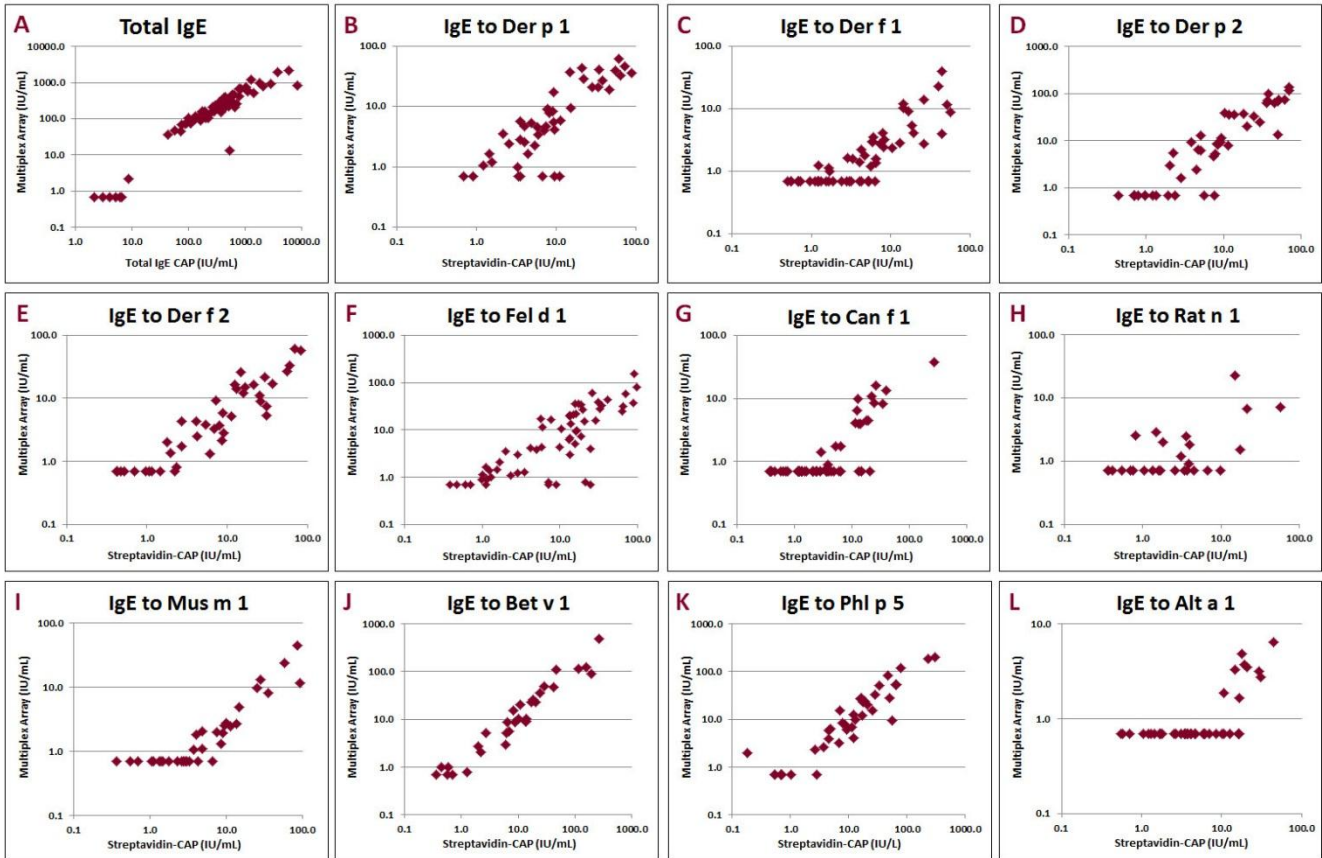 A Total IgE
Multiplex Array (IU/mL)
10000.0
1000.0
100.0
10.0
1.0
0.1
1.0 10.0 100.0 1000.0 10000.0
Total IgE CAP (IU/mL)
B IgE to Der p 1
Multiplex Array (IU/mL)
100.0
10.0
1.0
0.1
0.1 1.0 10.0 100.0
Streptavidin-CAP (IU/mL)
C IgE to Der f 1
Multiplex Array (IU/mL)
100.0
10.0
1.0
0.1
0.1 1.0 10.0 100.0
Streptavidin-CAP (IU/mL)
D IgE to Der p 2
Multiplex Array (IU/mL)
1000.0
100.0
10.0
1.0
0.1
0.1 1.0 10.0 100.0
Streptavidin-CAP (IU/mL)
E IgE to Der f 2
Multiplex Array (IU/mL)
100.0
10.0
1.0
0.1
0.1 1.0 10.0 100.0
Streptavidin-CAP (IU/mL)
F IgE to Fel d 1
Multiplex Array (IU/mL)
1000.0
100.0
10.0
1.0
0.1
0.1 1.0 10.0 100.0
Streptavidin-CAP (IU/mL)
G IgE to Can f 1
Multiplex Array (IU/mL)
100.0
10.0
1.0
0.1
0.1 1.0 10.0 100.0 1000.0
Streptavidin-CAP (IU/mL)
H IgE to Rat n 1
Multiplex Array (IU/mL)
100.0
10.0
1.0
0.1
0.1 1.0 10.0 100.0
Streptavidin-CAP (IU/mL)
I IgE to Mus m 1
Multiplex Array (IU/mL)
100.0
10.0
1.0
0.1
0.1 1.0 10.0 100.0
Streptavidin-CAP (IU/mL)
J IgE to Bet v 1
Multiplex Array (IU/mL)
1000.0
100.0
10.0
1.0
0.1
0.1 1.0 10.0 100.0 1000.0
Streptavidin-CAP (IU/mL)
K IgE to Phl p 5
Multiplex Array (IU/mL)
1000.0
100.0
10.0
1.0
0.1
0.1 1.0 10.0 100.0 1000.0
Streptavidin-CAP (IU/L)
L IgE to Alt a 1
Multiplex Array (IU/mL)
10.0
1.0
0.1
0.1 1.0 10.0 100.0
Streptavidin-CAP (IU/mL)